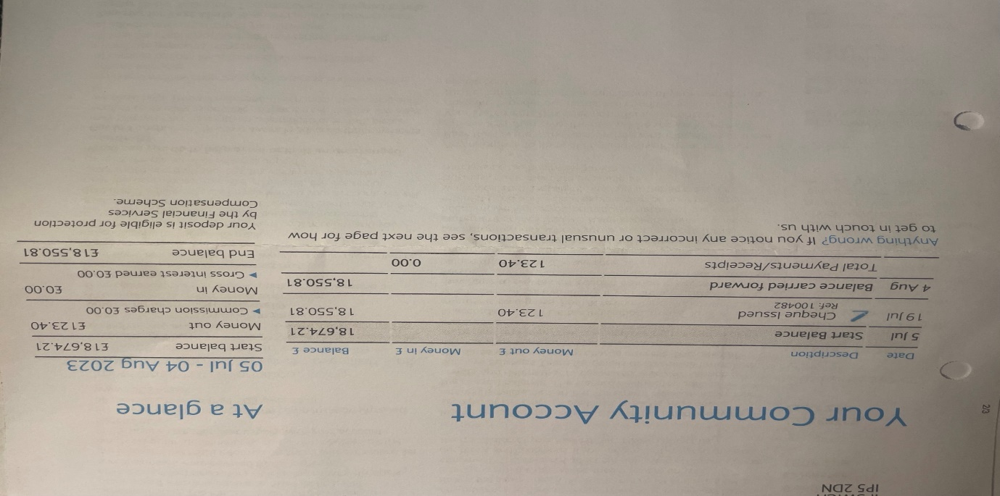 IP5 2DN
2/3
Your Community Account
Date Description Money out £ Money in £ Balance £
5 Jul Start Balance 18,674.21
19 Jul Cheque Issued 123.40 18,550.81
Ref: 100482
4 Aug Balance carried forward 18,550.81
Total Payments/Receipts 123.40 0.00
Anything wrong? If you notice any incorrect or unusual transactions, see the next page for how
to get in touch with us.
At a glance
05 Jul - 04 Aug 2023
Start balance £18,674.21
Money out £123.40
▶ Commission charges £0.00
Money in £0.00
▶ Gross interest earned £0.00
End balance £18,550.81
Your deposit is eligible for protection
by the Financial Services
Compensation Scheme.